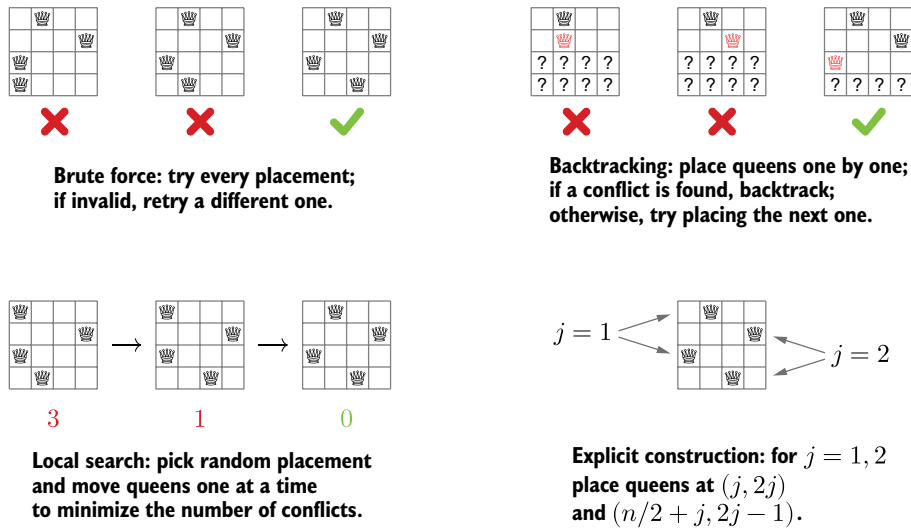 ? ? ? ?
? ? ? ?
? ? ? ?
? ? ? ?
? ? ? ?
Brute force: try every placement;
if invalid, retry a different one.
Backtracking: place queens one by one;
if a conflict is found, backtrack;
otherwise, try placing the next one.
3
1
0
Local search: pick random placement
and move queens one at a time
to minimize the number of conflicts.
j = 1
j = 2
Explicit construction: for j = 1, 2
place queens at (j, 2j)
and (n/2 + j, 2j − 1).